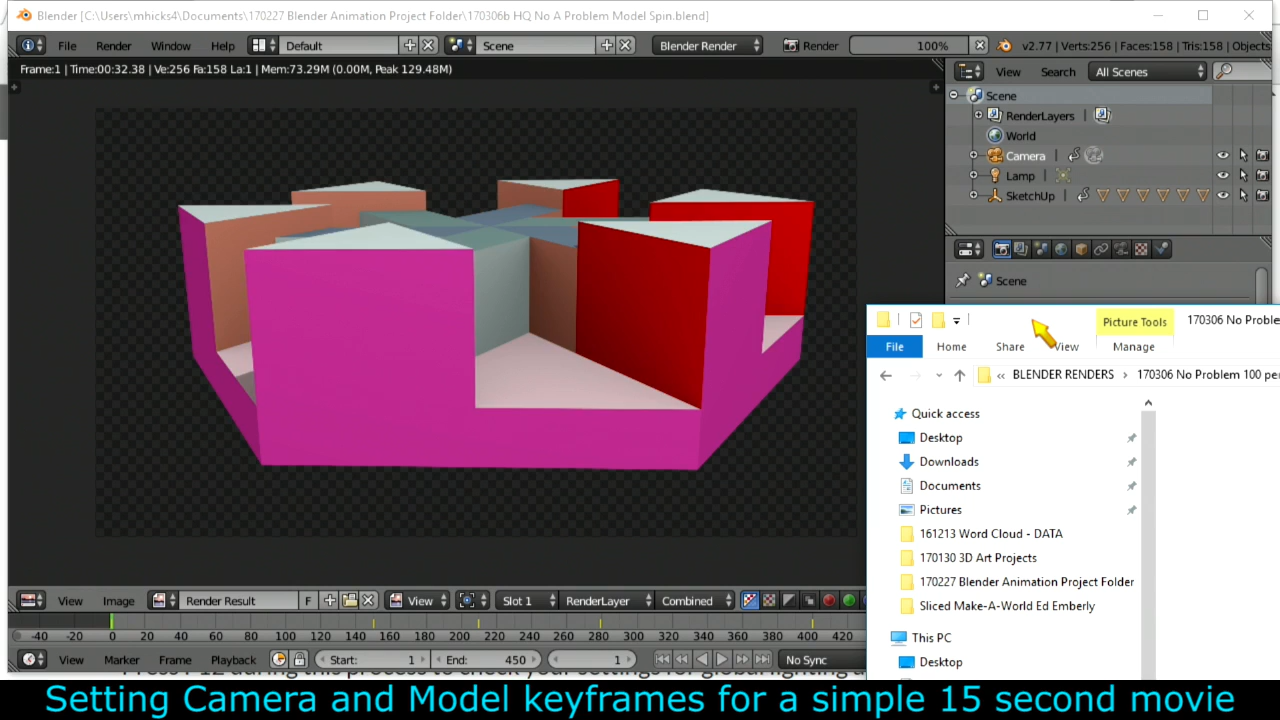 Blender [C:\Users\mhicks4\Documents\170227 Blender Animation Project Folder\170306b HQ No A Problem Model Spin.blend]
File Render Window Help Default Scene Blender Render Render 100% v2.77 | Verts:256 | Faces:158 | Tris:158 | Objects:
Frame:1 | Time:00:32.38 | Ve:256 Fa:158 La:1 | Mem:73.29M (0.00M, Peak 129.48M)
View Search All Scenes
Scene
RenderLayers |
World
Camera |
Lamp |
SketchUp |
Scene
Picture Tools 170306 No Proble
File Home Share View Manage
« BLENDER RENDERS › 170306 No Problem 100 per
Quick access
Desktop
Downloads
Documents
Pictures
161213 Word Cloud - DATA
170130 3D Art Projects
170227 Blender Animation Project Folder
Sliced Make-A-World Ed Emberly
This PC
Desktop
View Image Render Result F View Slot 1 RenderLayer Combined
-40 -20 0 20 40 60 80 100 120 140 160 180 200 220 240 260 280 300 320 340 360 380 400 420
View Marker Frame Playback Start: 1 End: 450 1 No Sync
Setting Camera and Model keyframes for a simple 15 second movie